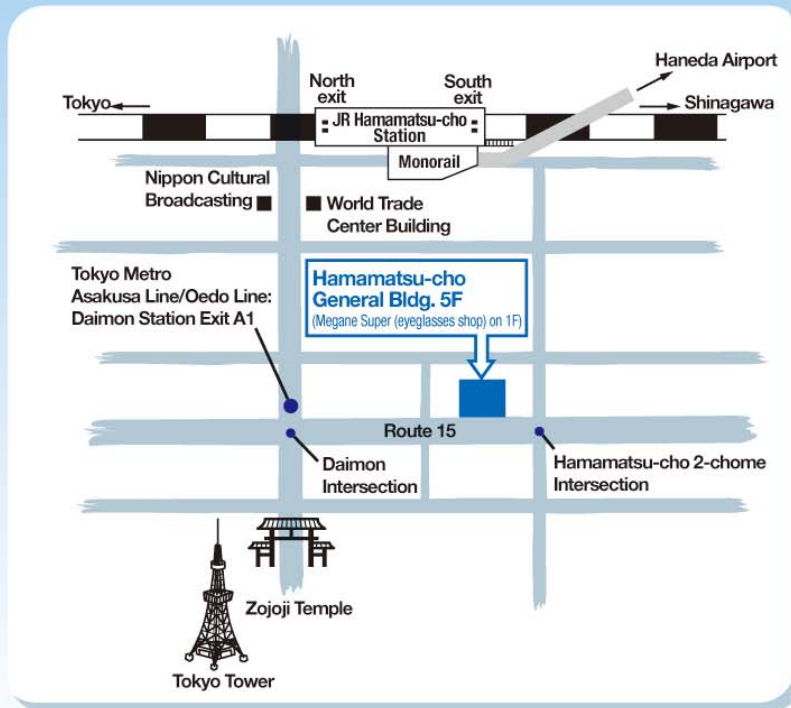 Haneda Airport
North
exit
South
exit
Tokyo
Shinagawa
JR Hamamatsu-cho
Station
Monorail
Nippon Cultural
Broadcasting
World Trade
Center Building
Tokyo Metro
Asakusa Line/Oedo Line:
Daimon Station Exit A1
Hamamatsu-cho
General Bldg. 5F
(Megane Super (eyeglasses shop) on 1F)
Route 15
Daimon
Intersection
Hamamatsu-cho 2-chome
Intersection
Zojoji Temple
Tokyo Tower